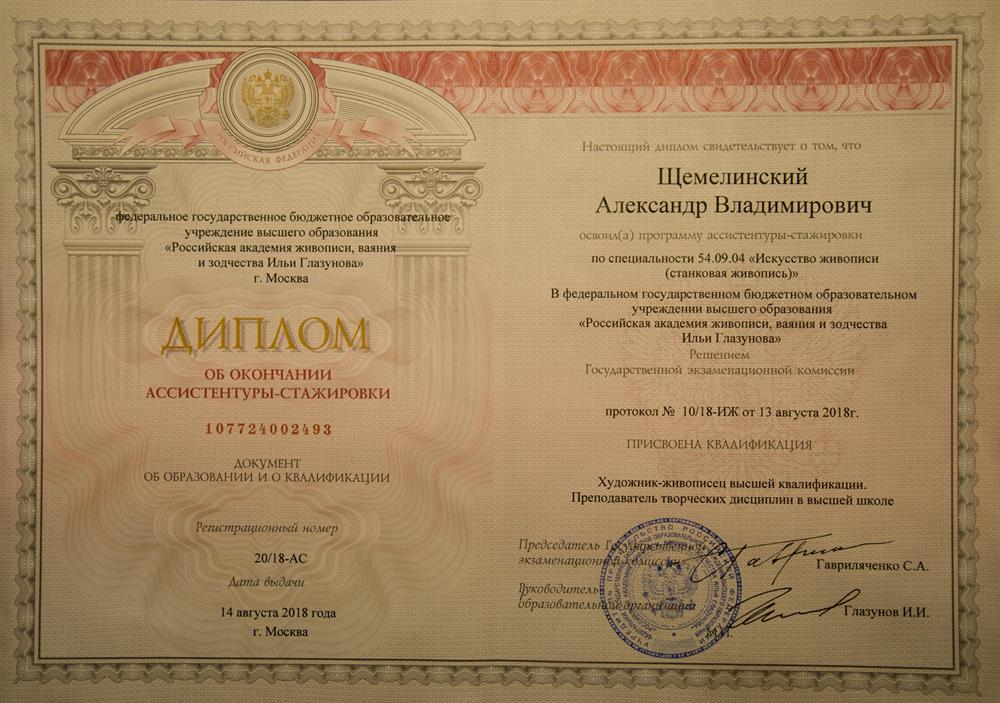 РОССИЙСКАЯ ФЕДЕРАЦИЯ
федеральное государственное бюджетное образовательное
учреждение высшего образования
«Российская академия живописи, ваяния
и зодчества Ильи Глазунова»
г. Москва
ДИПЛОМ
ОБ ОКОНЧАНИИ
АССИСТЕНТУРЫ-СТАЖИРОВКИ
107724002493
ДОКУМЕНТ
ОБ ОБРАЗОВАНИИ И О КВАЛИФИКАЦИИ
Регистрационный номер
20/18-АС
Дата выдачи
14 августа 2018 года
г. Москва
Настоящий диплом свидетельствует о том, что
Щемелинский
Александр Владимирович
освоил(а) программу ассистентуры-стажировки
по специальности 54.09.04 «Искусство живописи
(станковая живопись)»
В федеральном государственном бюджетном образовательном
учреждении высшего образования
«Российская академия живописи, ваяния и зодчества
Ильи Глазунова»
Решением
Государственной экзаменационной комиссии
протокол № 10/18-ИЖ от 13 августа 2018г.
ПРИСВОЕНА КВАЛИФИКАЦИЯ
Художник-живописец высшей квалификации.
Преподаватель творческих дисциплин в высшей школе
Председатель Государственной
экзаменационной комиссии
Гавриляченко С.А.
Руководитель
образовательной организации
Глазунов И.И.
М.П.